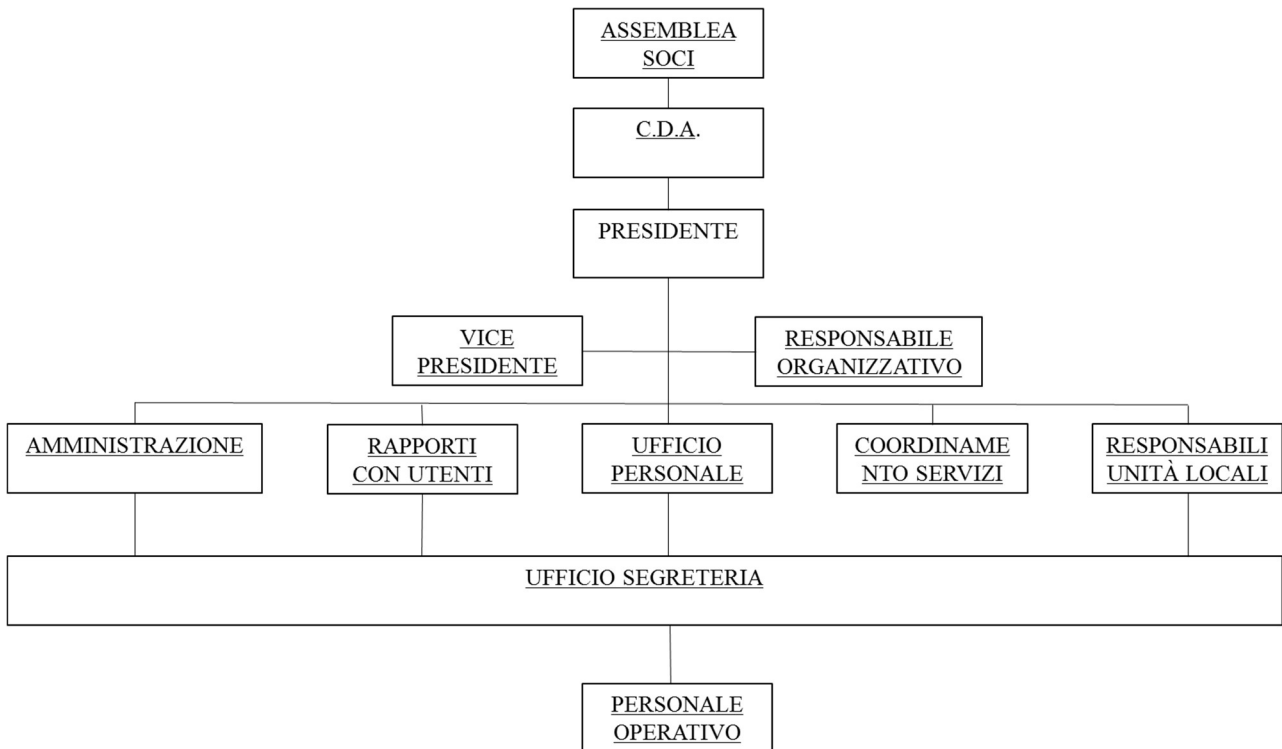 ASSEMBLEA
SOCI
C.D.A.
PRESIDENTE
VICE
PRESIDENTE
RESPONSABILE
ORGANIZZATIVO
AMMINISTRAZIONE
RAPPORTI
CON UTENTI
UFFICIO
PERSONALE
COORDINAME
NTO SERVIZI
RESPONSABILI
UNITÀ LOCALI
UFFICIO SEGRETERIA
PERSONALE
OPERATIVO